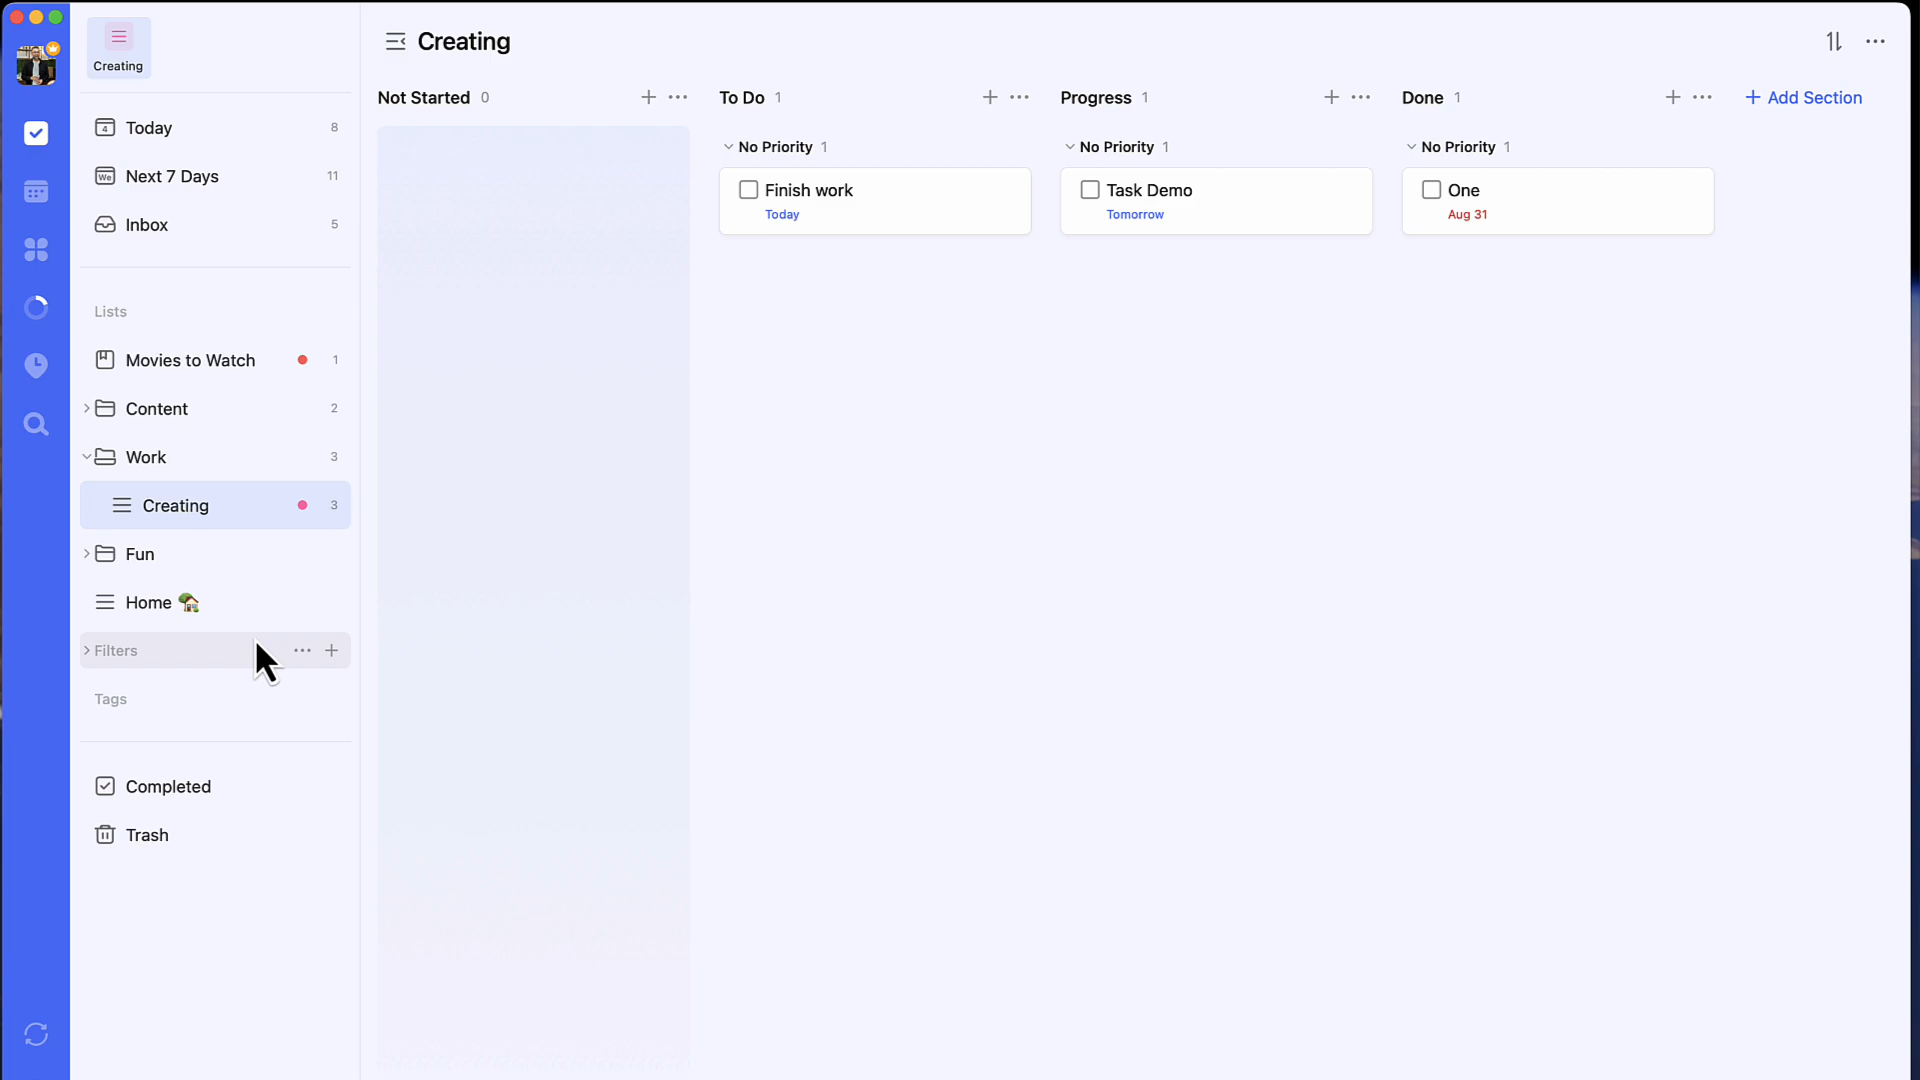 Creating
4 Today 8
We Next 7 Days 11
Inbox 5
Lists
Movies to Watch 1
Content 2
Work 3
Creating 3
Fun
Home
Filters
Tags
Completed
Trash
Creating
Not Started 0
To Do 1
No Priority 1
Finish work
Today
Progress 1
No Priority 1
Task Demo
Tomorrow
Done 1
No Priority 1
One
Aug 31
+ Add Section